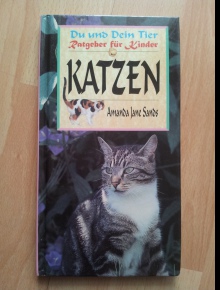 Du und Dein Tier
Ratgeber für Kinder
KATZEN
Amanda Jane Sands